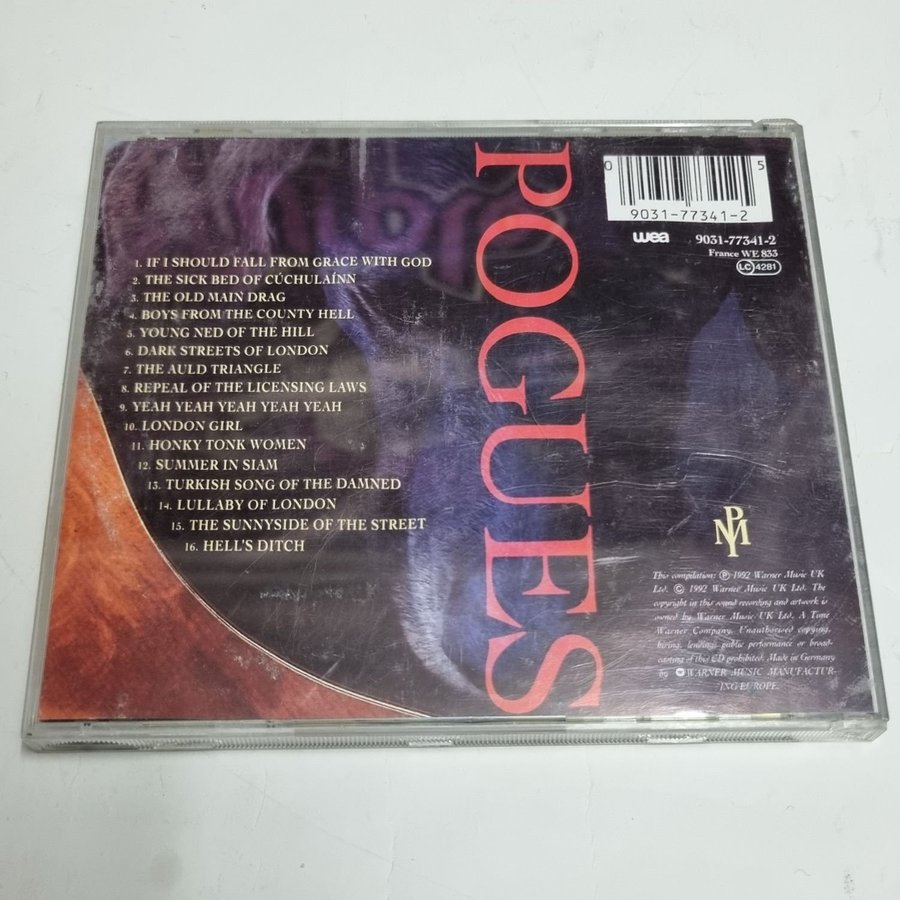 1. IF I SHOULD FALL FROM GRACE WITH GOD
2. THE SICK BED OF CÚCHULAÍNN
3. THE OLD MAIN DRAG
4. BOYS FROM THE COUNTY HELL
5. YOUNG NED OF THE HILL
6. DARK STREETS OF LONDON
7. THE AULD TRIANGLE
8. REPEAL OF THE LICENSING LAWS
9. YEAH YEAH YEAH YEAH YEAH
10. LONDON GIRL
11. HONKY TONK WOMEN
12. SUMMER IN SIAM
13. TURKISH SONG OF THE DAMNED
14. LULLABY OF LONDON
15. THE SUNNYSIDE OF THE STREET
16. HELL'S DITCH
POGUES
0 5
9031-77341-2
wea 9031-77341-2
France WE 833
LC 4281
PM
This compilation: ℗ 1992 Warner Music UK
Ltd. © 1992 Warner Music UK Ltd. The
copyright in this sound recording and artwork is
owned by Warner Music UK Ltd. A Time
Warner Company. Unauthorised copying,
hiring, lending, public performance or broad-
casting of this CD prohibited. Made in Germany
by WARNER MUSIC MANUFACTUR-
ING EUROPE.